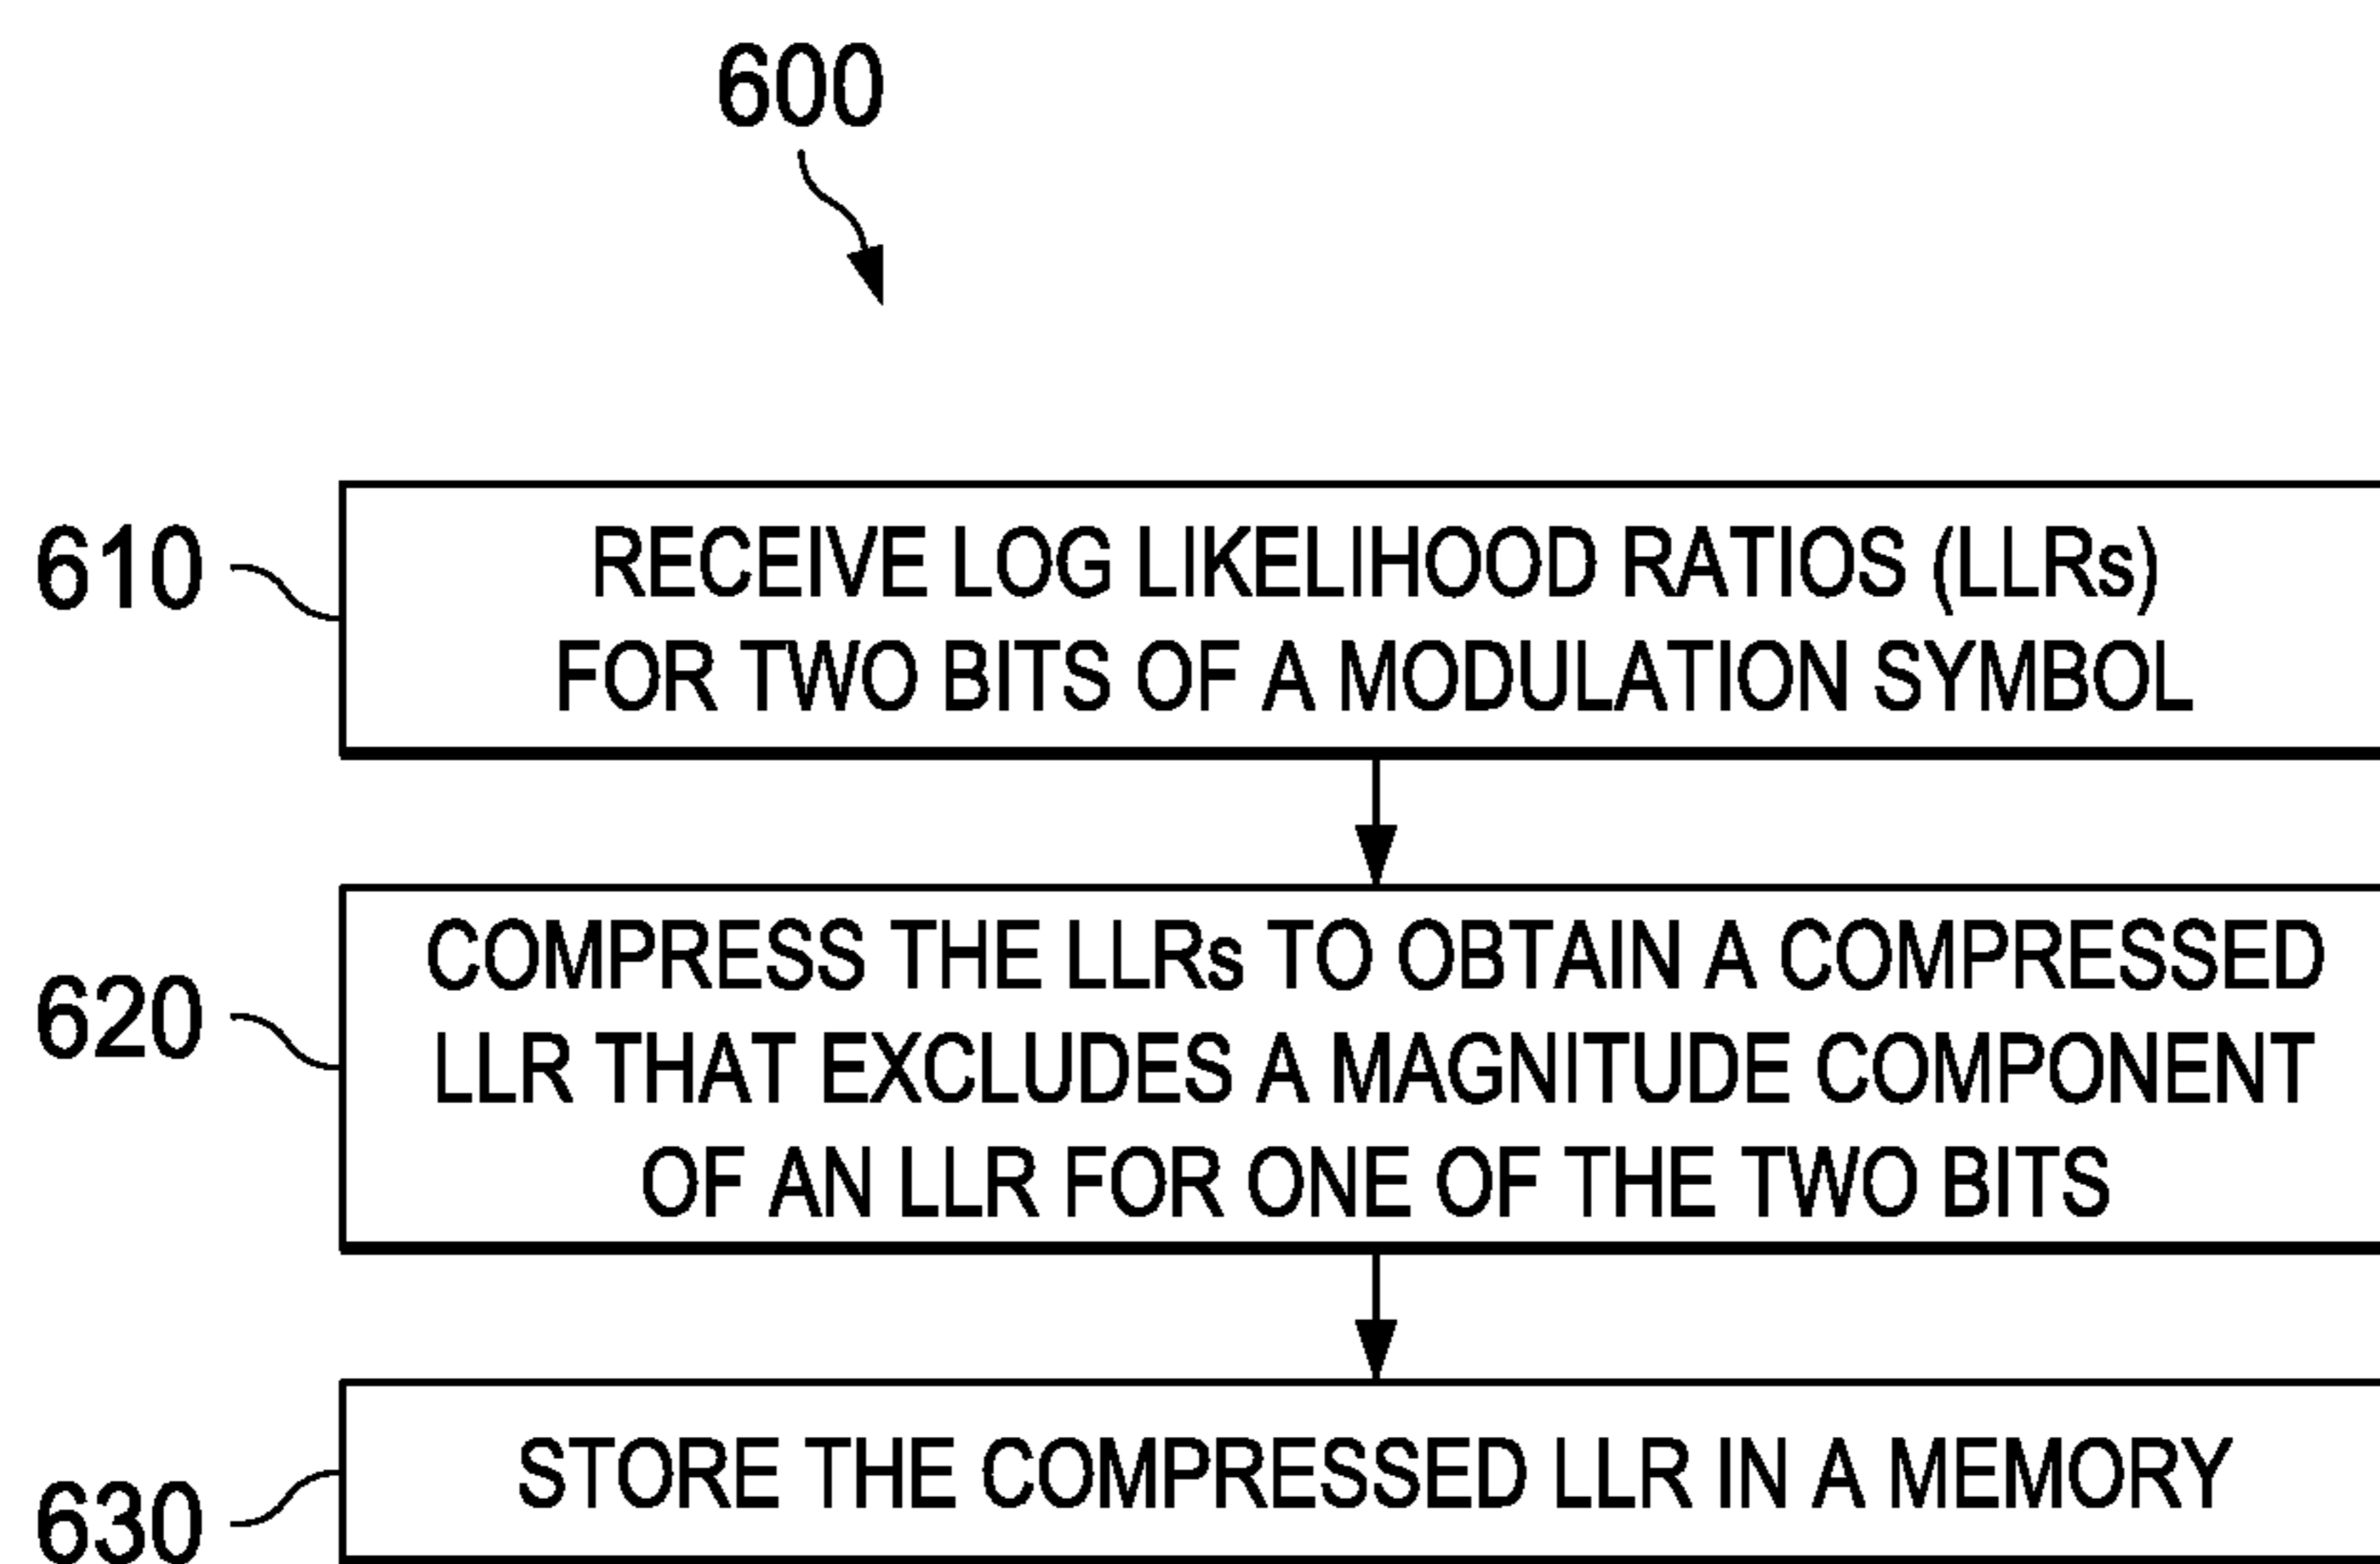 600
610
RECEIVE LOG LIKELIHOOD RATIOS (LLRs)
FOR TWO BITS OF A MODULATION SYMBOL
620
COMPRESS THE LLRs TO OBTAIN A COMPRESSED
LLR THAT EXCLUDES A MAGNITUDE COMPONENT
OF AN LLR FOR ONE OF THE TWO BITS
630
STORE THE COMPRESSED LLR IN A MEMORY